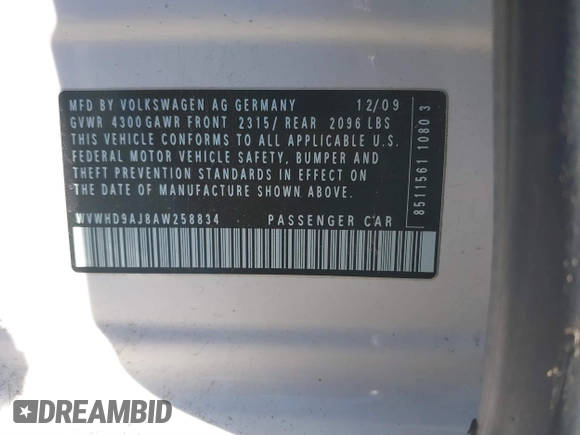 MFD BY VOLKSWAGEN AG GERMANY 12/09
GVWR 4300 GAWR FRONT 2315/ REAR 2096 LBS
THIS VEHICLE CONFORMS TO ALL APPLICABLE U.S.
FEDERAL MOTOR VEHICLE SAFETY, BUMPER AND
THEFT PREVENTION STANDARDS IN EFFECT ON
THE DATE OF MANUFACTURE SHOWN ABOVE.
WVWHD9AJ8AW258834 PASSENGER CAR
8511561 1080 3
DREAMBID